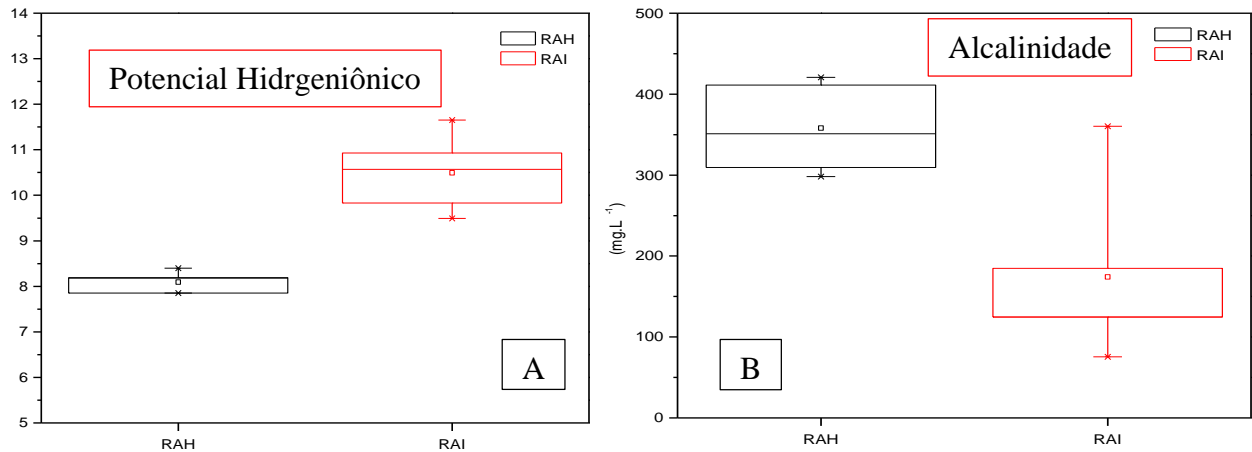 14
13
12
11
10
9
8
7
6
5
Potencial Hidrgeniônico
RAH
RAI
A
RAH
RAI
500
400
300
200
100
0
(mg.L⁻¹)
Alcalinidade
RAH
RAI
B
RAH
RAI